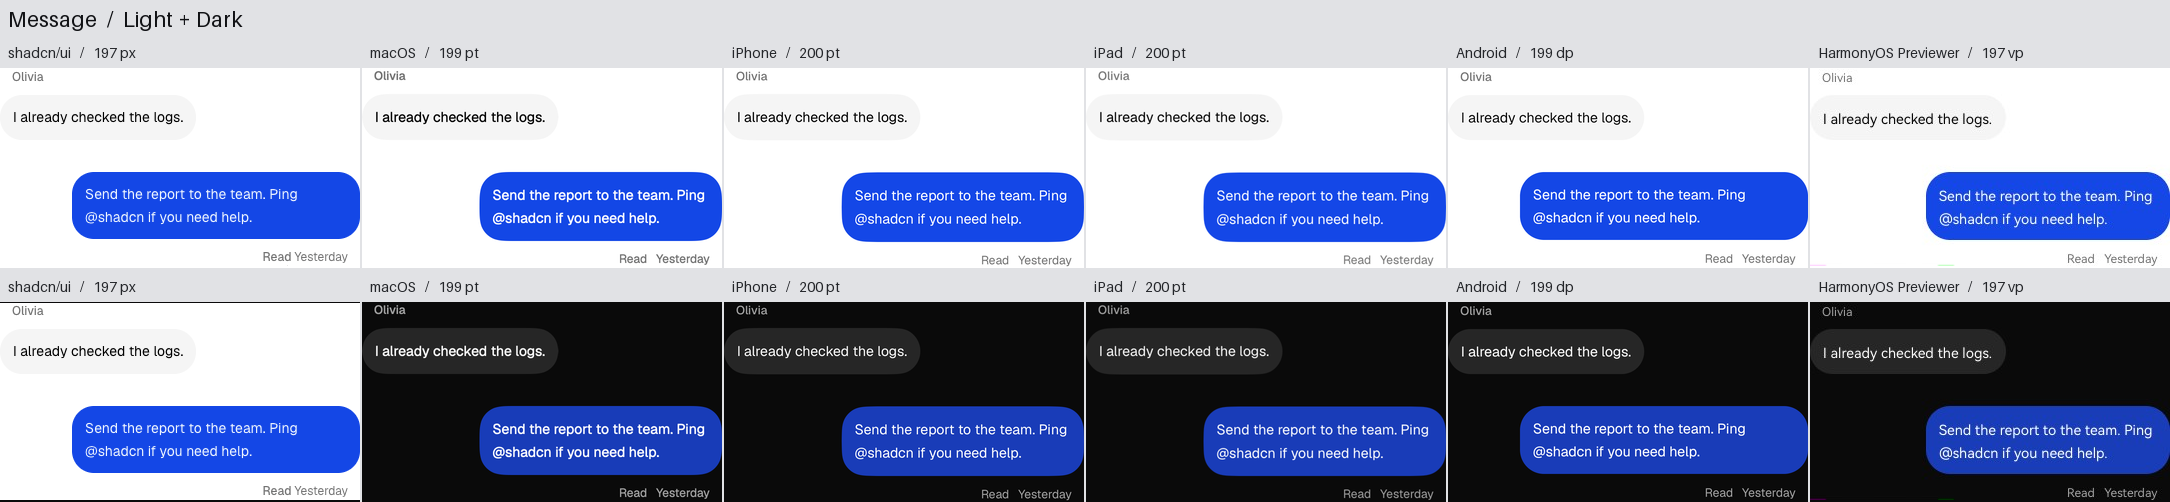 Message / Light + Dark
shadcn/ui / 197 px
macOS / 199 pt
iPhone / 200 pt
iPad / 200 pt
Android / 199 dp
HarmonyOS Previewer / 197 vp
Olivia
I already checked the logs.
Send the report to the team. Ping
@shadcn if you need help.
Read Yesterday
Olivia
I already checked the logs.
Send the report to the team. Ping
@shadcn if you need help.
Read Yesterday
Olivia
I already checked the logs.
Send the report to the team. Ping
@shadcn if you need help.
Read Yesterday
Olivia
I already checked the logs.
Send the report to the team. Ping
@shadcn if you need help.
Read Yesterday
Olivia
I already checked the logs.
Send the report to the team. Ping
@shadcn if you need help.
Read Yesterday
Olivia
I already checked the logs.
Send the report to the team. Ping
@shadcn if you need help.
Read Yesterday
shadcn/ui / 197 px
macOS / 199 pt
iPhone / 200 pt
iPad / 200 pt
Android / 199 dp
HarmonyOS Previewer / 197 vp
Olivia
I already checked the logs.
Send the report to the team. Ping
@shadcn if you need help.
Read Yesterday
Olivia
I already checked the logs.
Send the report to the team. Ping
@shadcn if you need help.
Read Yesterday
Olivia
I already checked the logs.
Send the report to the team. Ping
@shadcn if you need help.
Read Yesterday
Olivia
I already checked the logs.
Send the report to the team. Ping
@shadcn if you need help.
Read Yesterday
Olivia
I already checked the logs.
Send the report to the team. Ping
@shadcn if you need help.
Read Yesterday
Olivia
I already checked the logs.
Send the report to the team. Ping
@shadcn if you need help.
Read Yesterday